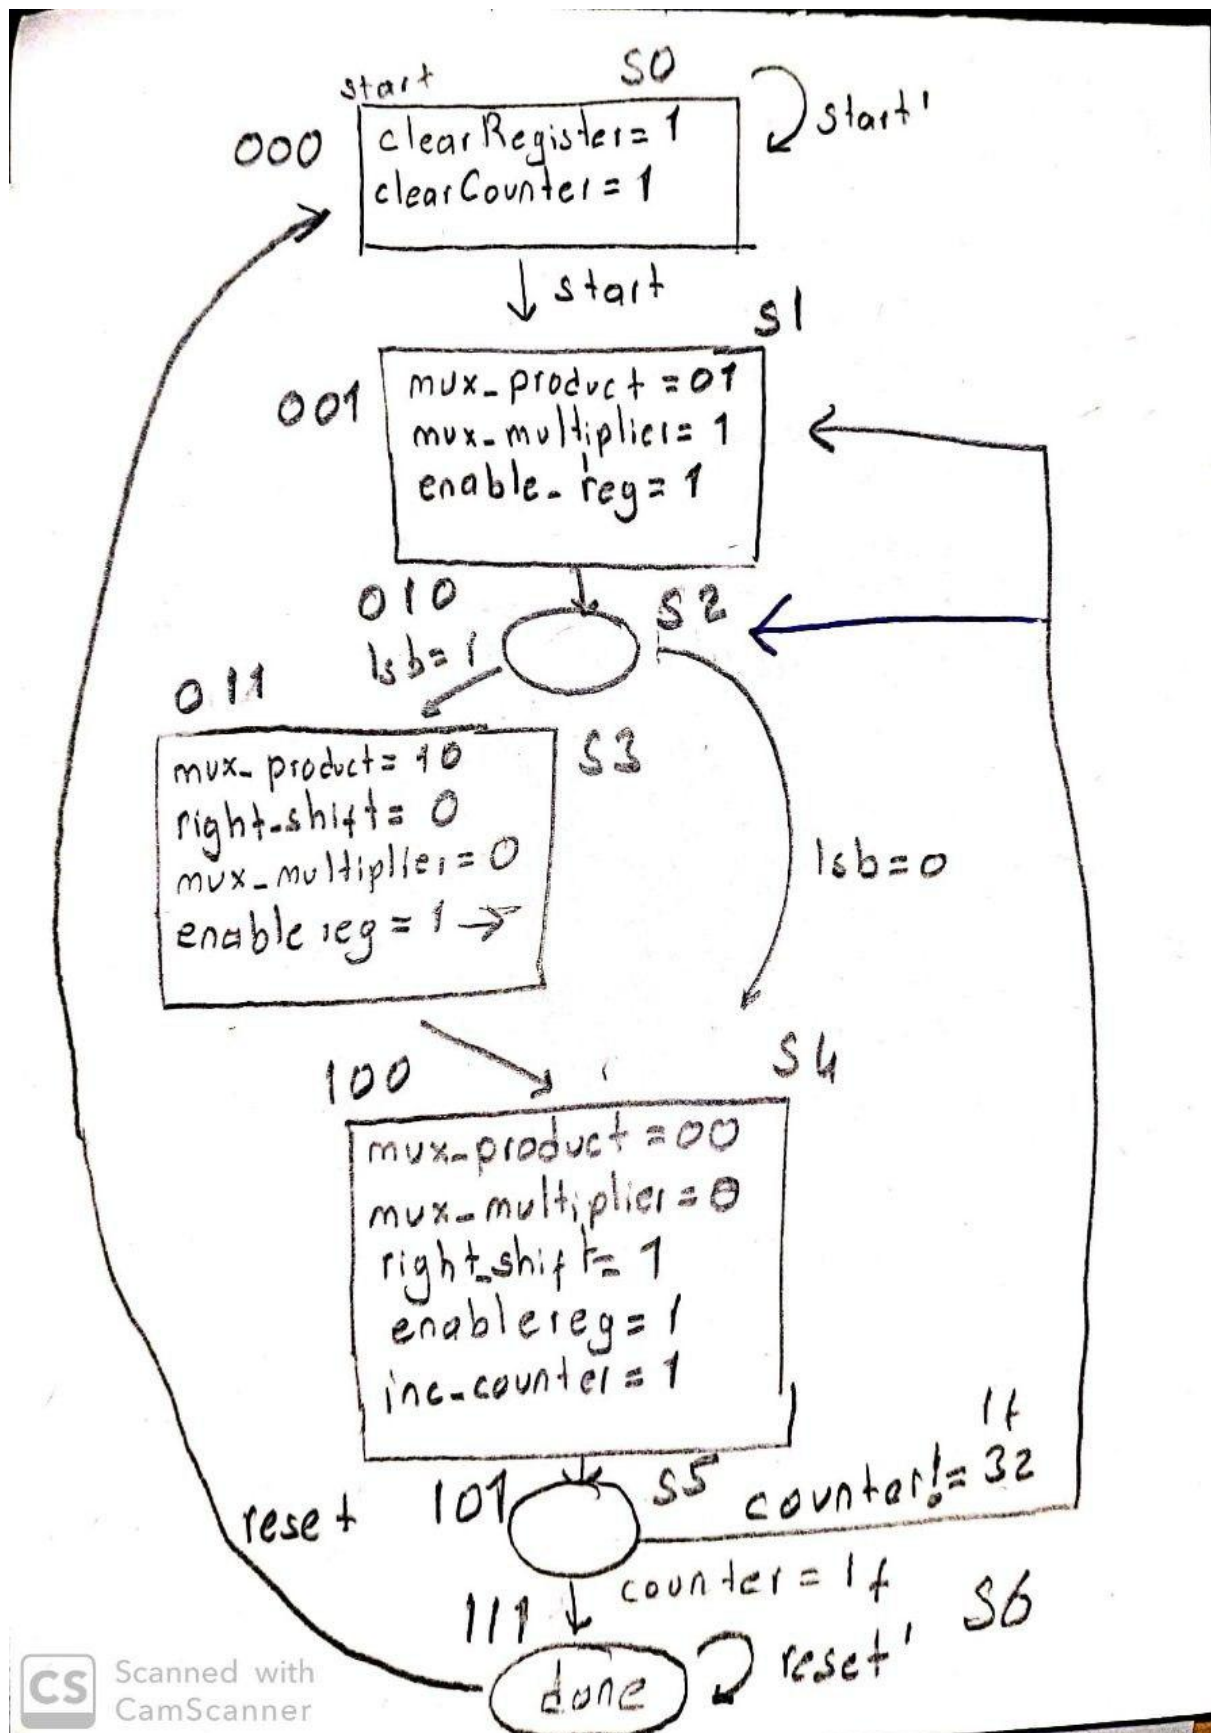 start S0
000 clearRegister=1 start'
clearCounter=1
start
S1
001 mux_product=01
mux_multiplier=1
enable_reg=1
010 S2
lsb=1
011
mux_product=10 S3
right_shift=0
mux_multiplier=0
enablereg=1→
lsb=0
100 S4
mux_product=00
mux_multiplier=0
right_shift=1
enablereg=1
inc_counter=1
1f
reset 101 S5 counter!=32
counter=1f
111 S6
done reset'
CS Scanned with
CamScanner